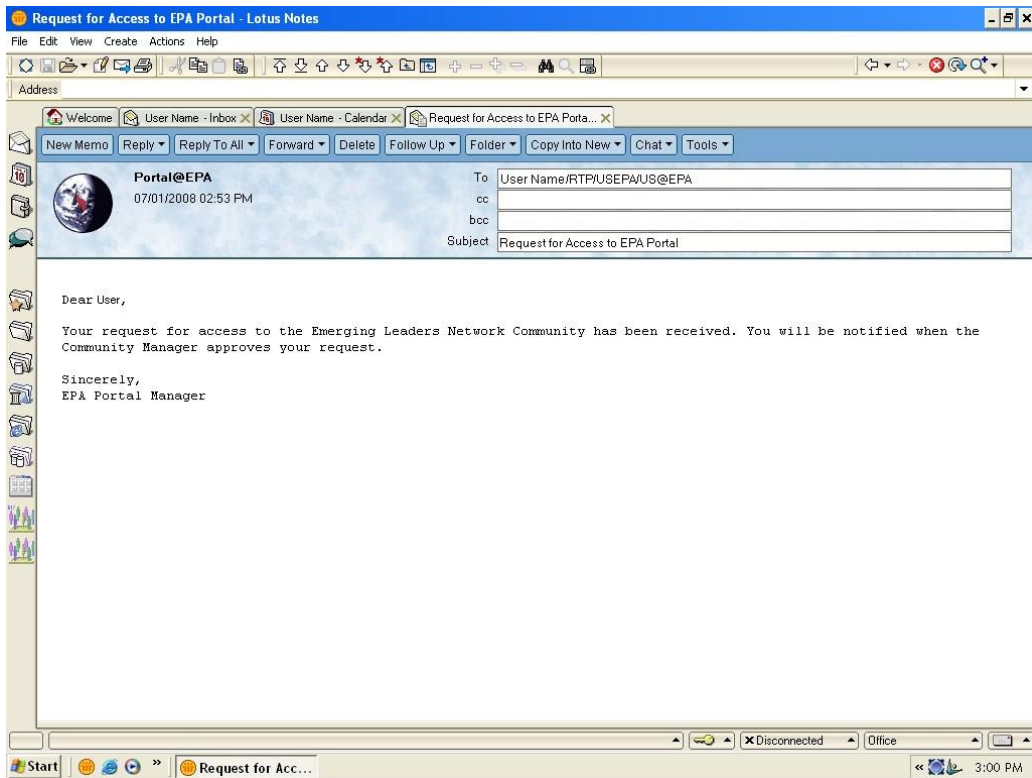 Request for Access to EPA Portal - Lotus Notes
File Edit View Create Actions Help
Address
Welcome User Name - Inbox User Name - Calendar Request for Access to EPA Porta...
New Memo Reply Reply To All Forward Delete Follow Up Folder Copy Into New Chat Tools
Portal@EPA
07/01/2008 02:53 PM
To User Name/RTP/USEPA/US@EPA
cc
bcc
Subject Request for Access to EPA Portal
Dear User,
Your request for access to the Emerging Leaders Network Community has been received. You will be notified when the
Community Manager approves your request.
Sincerely,
EPA Portal Manager
Disconnected Office
Start » Request for Acc... « 3:00 PM